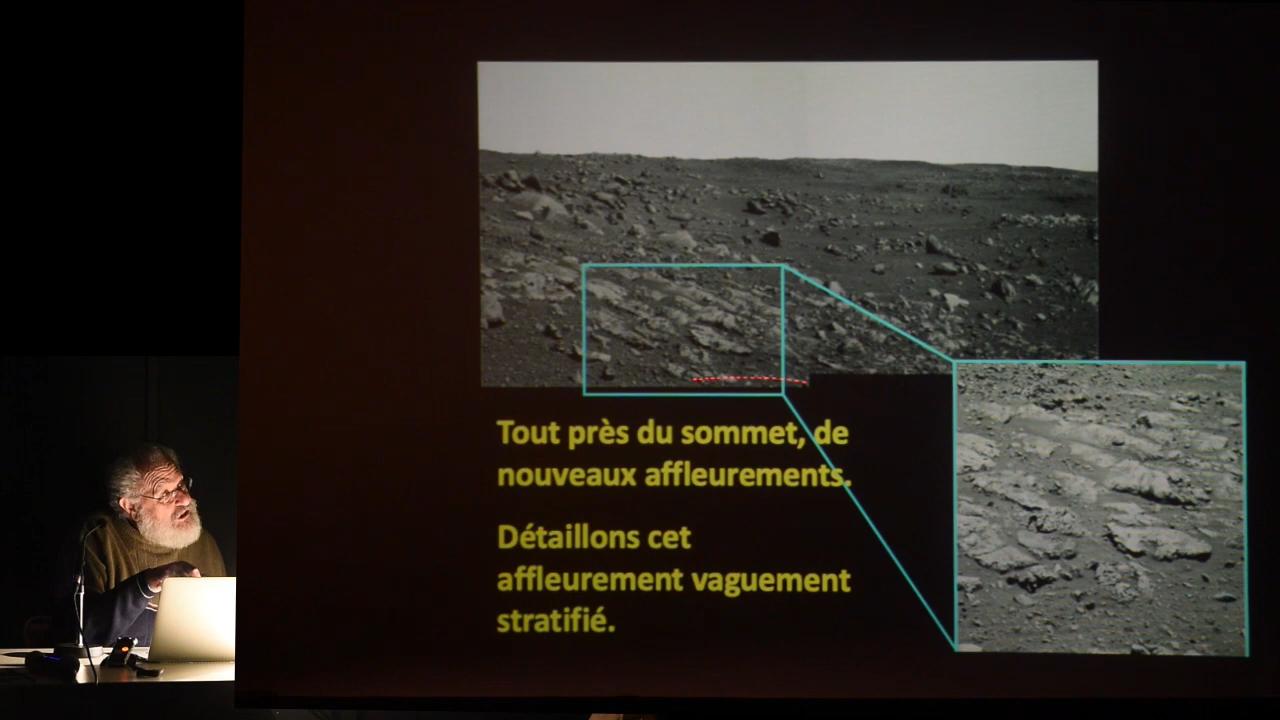 Tout près du sommet, de
nouveaux affleurements.
Détaillons cet
affleurement vaguement
stratifié.